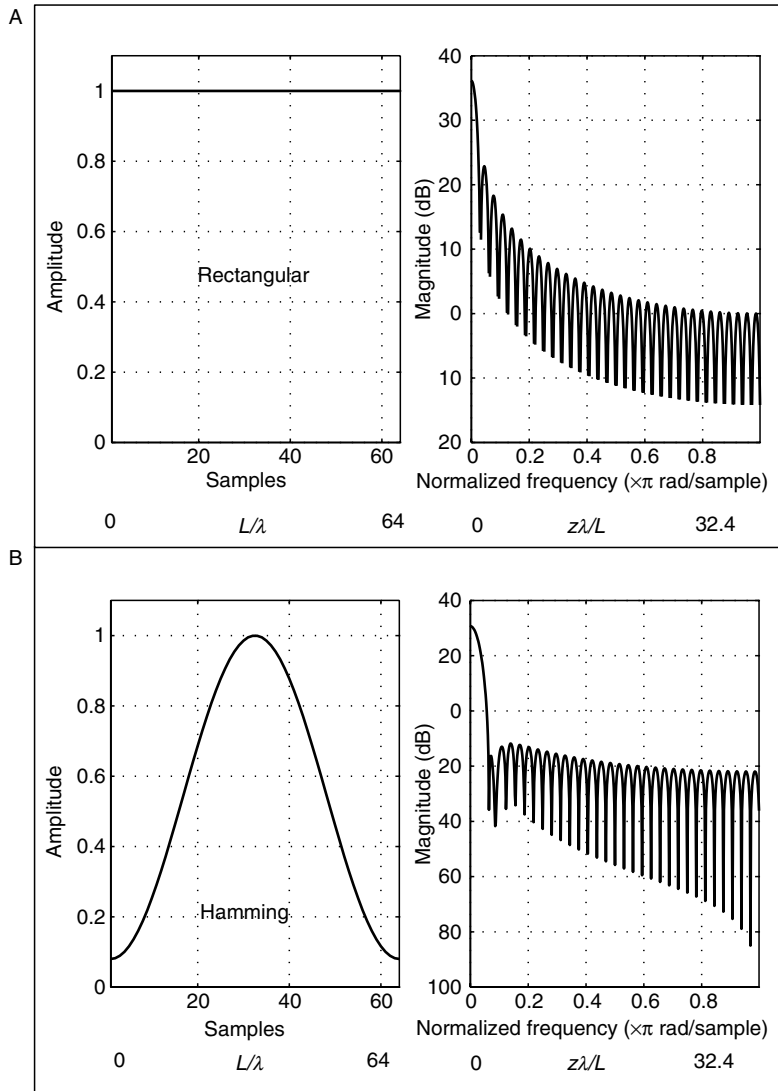 A
Amplitude
1
0.8
0.6
0.4
0.2
0
Rectangular
20 40 60
Samples
0 L/λ 64
Magnitude (dB)
40
30
20
10
0
10
20
0 0.2 0.4 0.6 0.8
Normalized frequency (×π rad/sample)
0 zλ/L 32.4
B
Amplitude
1
0.8
0.6
0.4
0.2
0
Hamming
20 40 60
Samples
0 L/λ 64
Magnitude (dB)
40
20
0
20
40
60
80
100
0 0.2 0.4 0.6 0.8
Normalized frequency (×π rad/sample)
0 zλ/L 32.4